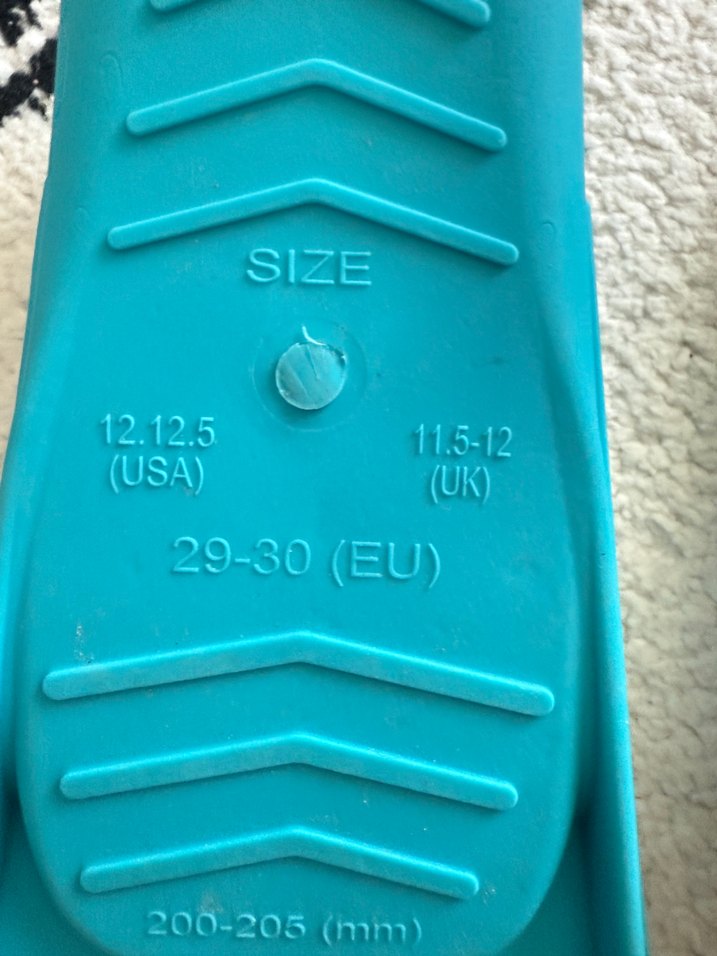 SIZE
12.12.5 11.5-12
(USA) (UK)
29-30 (EU)
200-205 (mm)